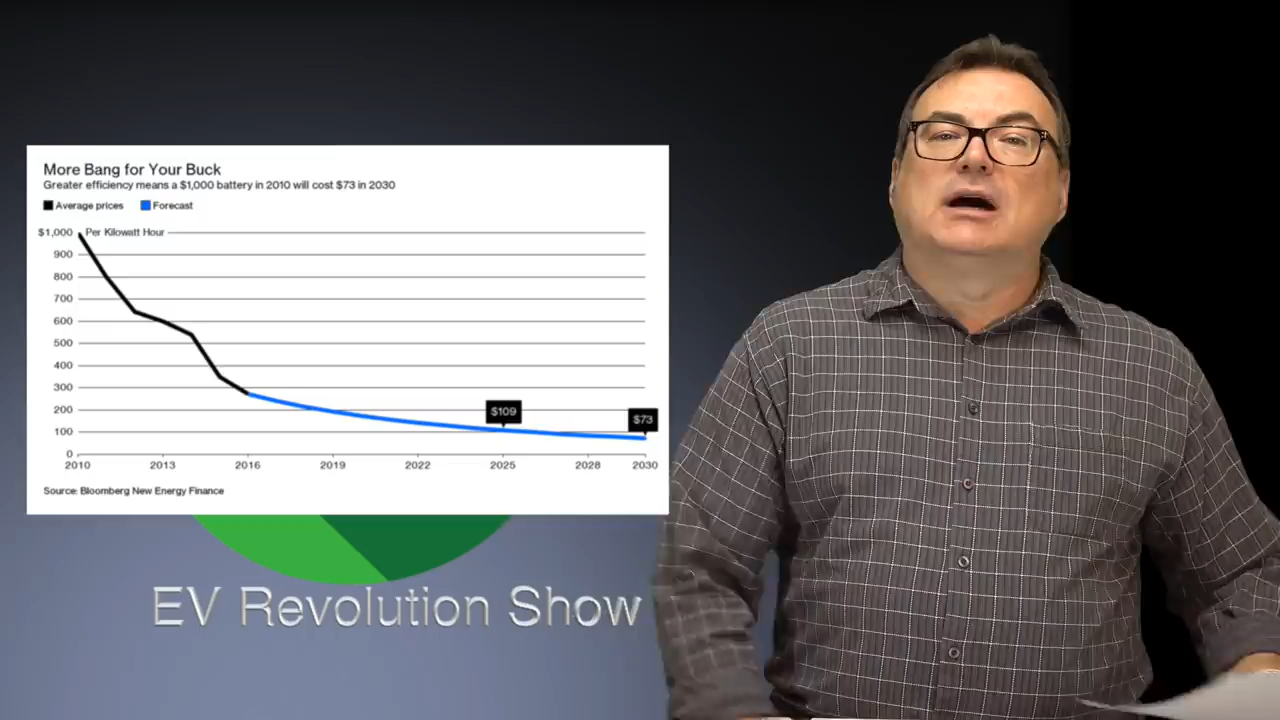 More Bang for Your Buck
Greater efficiency means a $1,000 battery in 2010 will cost $73 in 2030
Average prices Forecast
$1,000 Per Kilowatt Hour
900
800
700
600
500
400
300
200
100
0
$109
$73
2010 2013 2016 2019 2022 2025 2028 2030
Source: Bloomberg New Energy Finance
EV Revolution Show